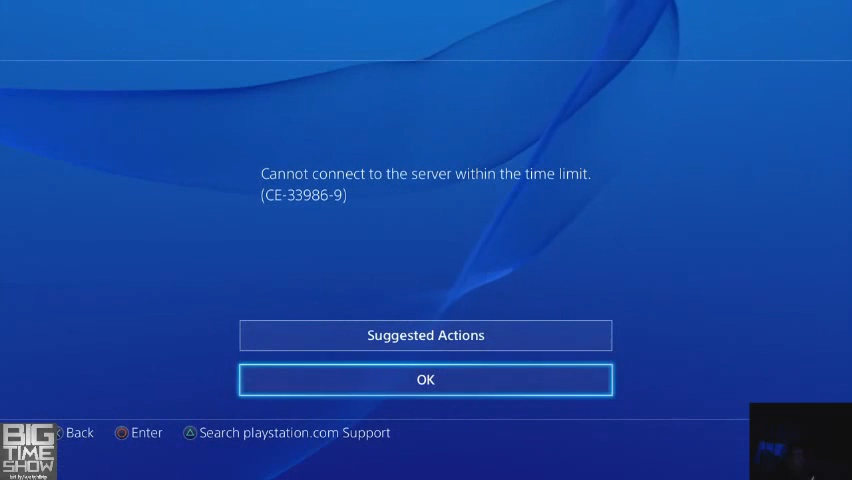 Cannot connect to the server within the time limit.
(CE-33986-9)
Suggested Actions
OK
Back
Enter
Search playstation.com Support
BIG
TIME
SHOW